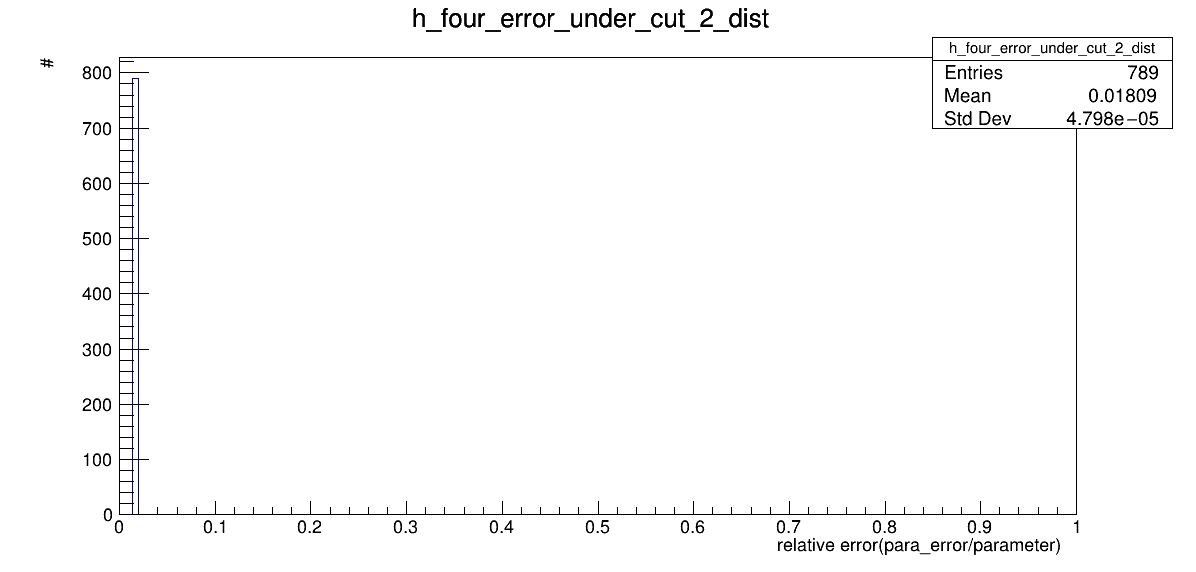 h_four_error_under_cut_2_dist
#
h_four_error_under_cut_2_dist
Entries 789
Mean 0.01809
Std Dev 4.798e−05
800
700
600
500
400
300
200
100
0
0 0.1 0.2 0.3 0.4 0.5 0.6 0.7 0.8 0.9 1
relative error(para_error/parameter)